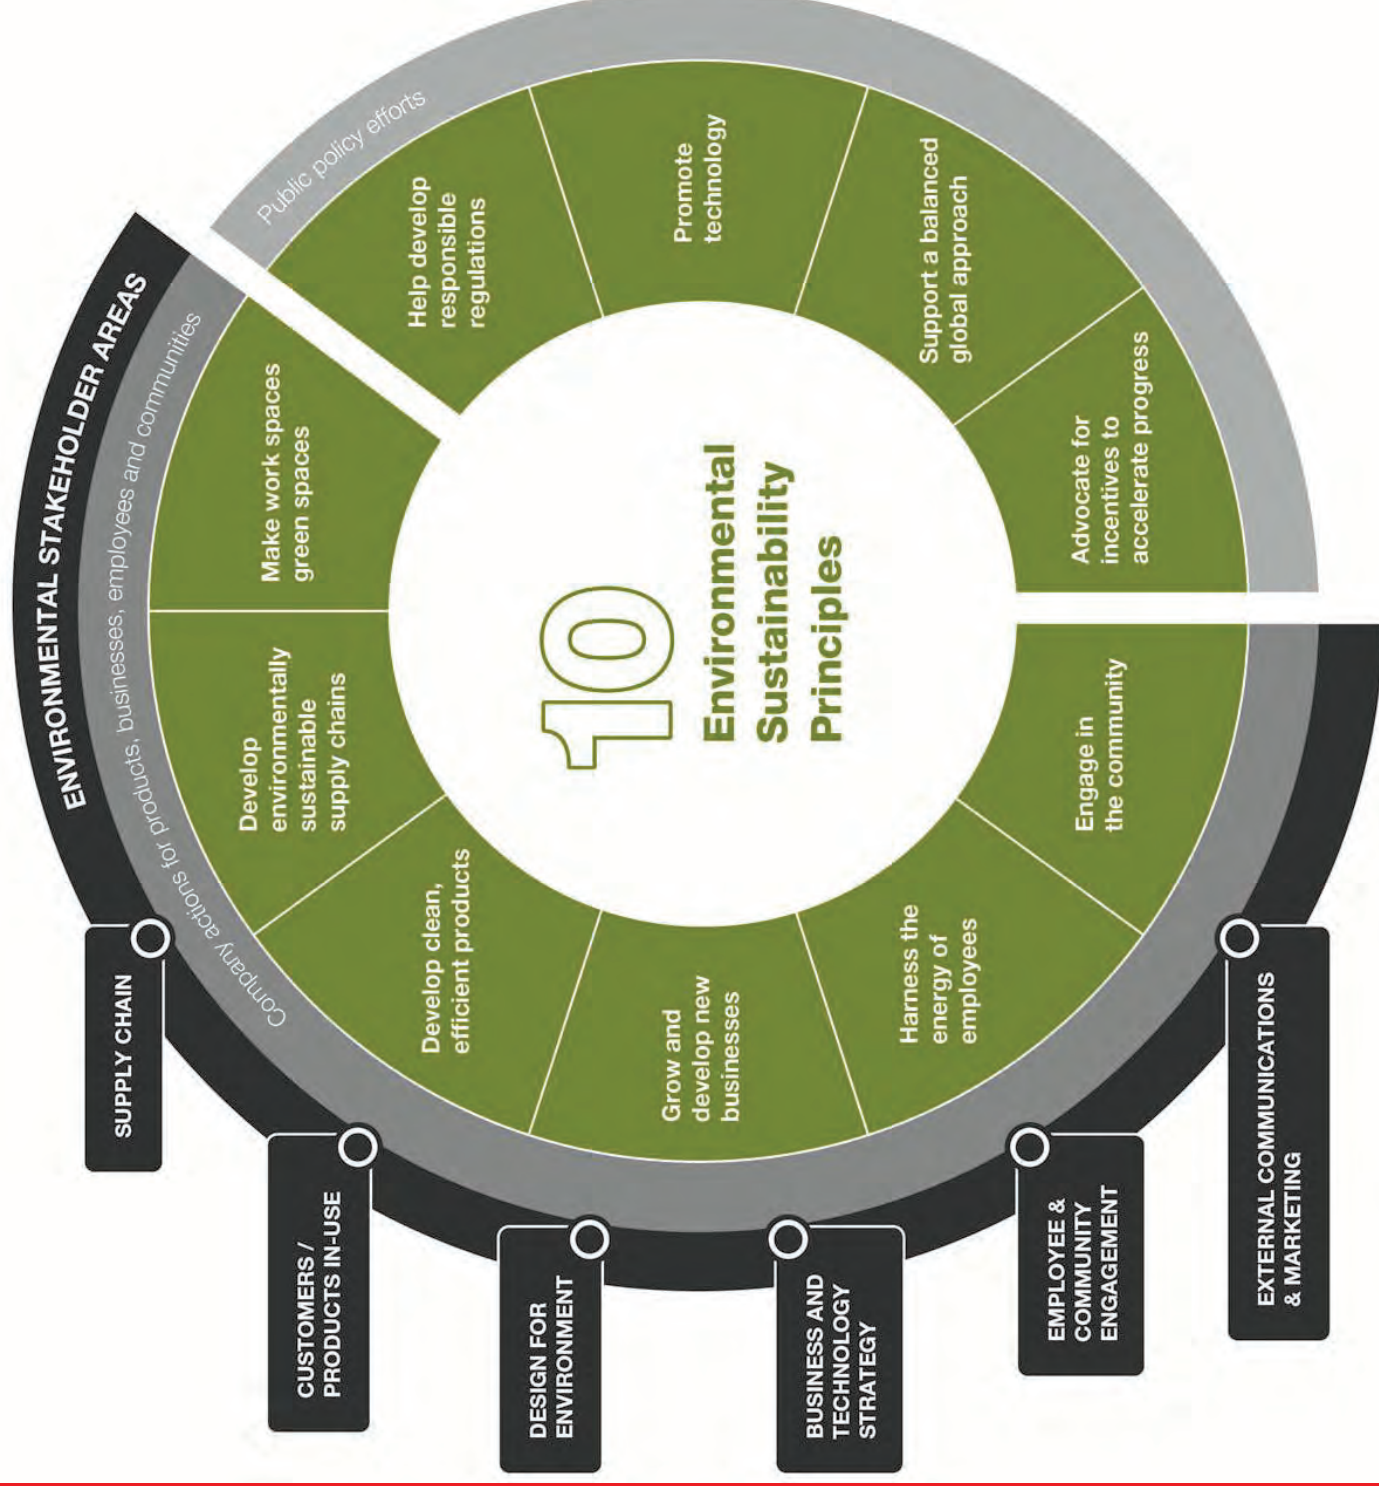 ENVIRONMENTAL STAKEHOLDER AREAS
Company actions for products, businesses, employees and communities
Public policy efforts
10
Environmental
Sustainability
Principles
Make work spaces
green spaces
Develop
environmentally
sustainable
supply chains
Develop clean,
efficient products
Grow and
develop new
businesses
Harness the
energy of
employees
Engage in
the community
Help develop
responsible
regulations
Promote
technology
Support a balanced
global approach
Advocate for
incentives to
accelerate progress
SUPPLY CHAIN
CUSTOMERS /
PRODUCTS IN-USE
DESIGN FOR
ENVIRONMENT
BUSINESS AND
TECHNOLOGY
STRATEGY
EMPLOYEE &
COMMUNITY
ENGAGEMENT
EXTERNAL COMMUNICATIONS
& MARKETING